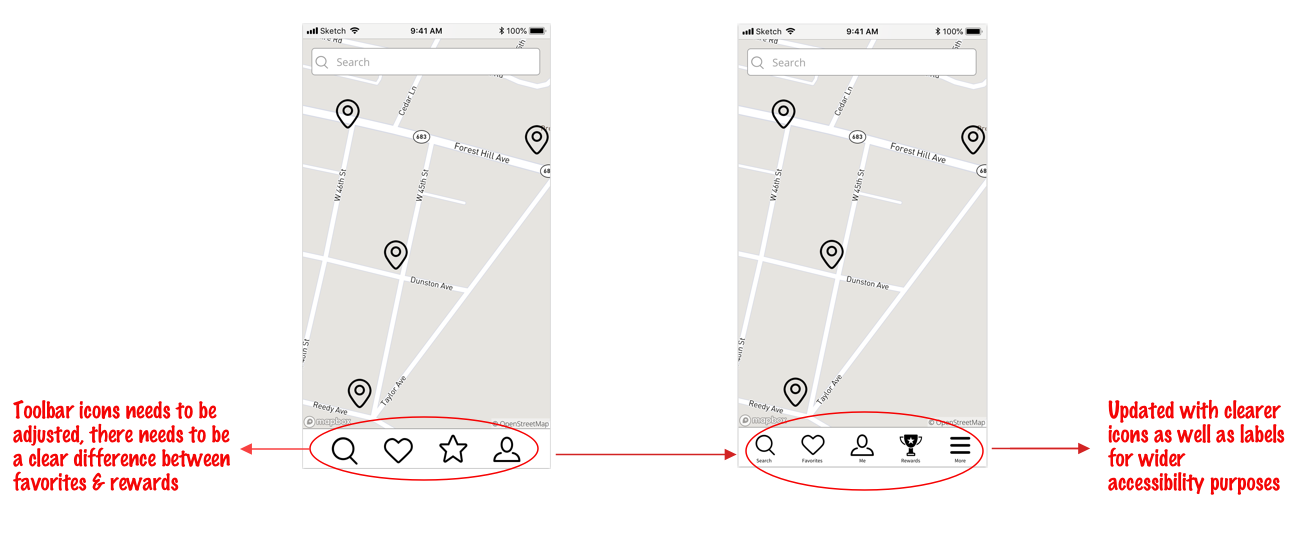 Sketch 9:41 AM 100%
Search
Cedar Ln
683
Forest Hill Ave
68
W 46th St
W 45th St
Dunston Ave
Taylor Ave
Reedy Ave
mapbox
© OpenStreetMap
Toolbar icons needs to be
adjusted, there needs to be
a clear difference between
favorites & rewards
Sketch 9:41 AM 100%
Search
Cedar Ln
683
Forest Hill Ave
68
W 46th St
W 45th St
Dunston Ave
Taylor Ave
Reedy Ave
mapbox
© OpenStreetMap
Search Favorites Me Rewards More
Updated with clearer
icons as well as labels
for wider
accessibility purposes